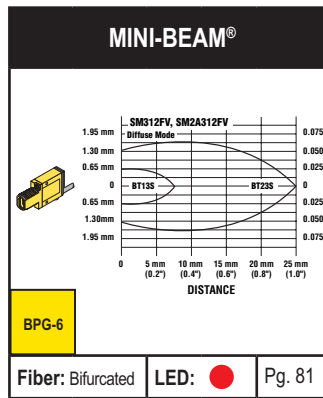 MINI-BEAM®
SM312FV, SM2A312FV
Diffuse Mode
1.95 mm
1.30 mm
0.65 mm
0
0.65 mm
1.30mm
1.95 mm
0.075
0.050
0.025
0
0.025
0.050
0.075
BT13S
BT23S
0 5 mm 10 mm 15 mm 20 mm 25 mm
(0.2") (0.4") (0.6") (0.8") (1.0")
DISTANCE
BPG-6
Fiber: Bifurcated LED: Pg. 81